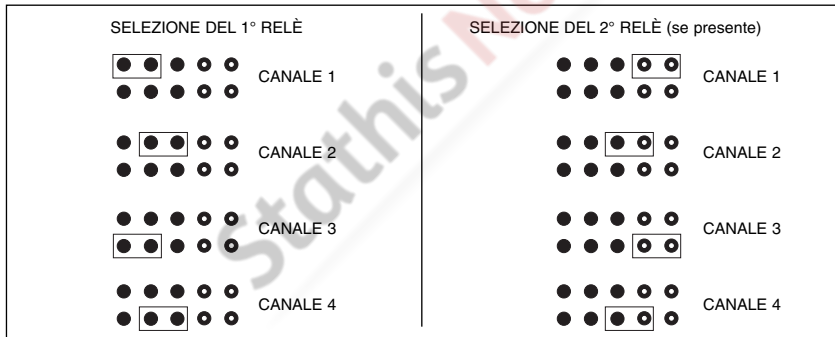 SELEZIONE DEL 1° RELÈ
CANALE 1
CANALE 2
CANALE 3
CANALE 4
SELEZIONE DEL 2° RELÈ (se presente)
CANALE 1
CANALE 2
CANALE 3
CANALE 4